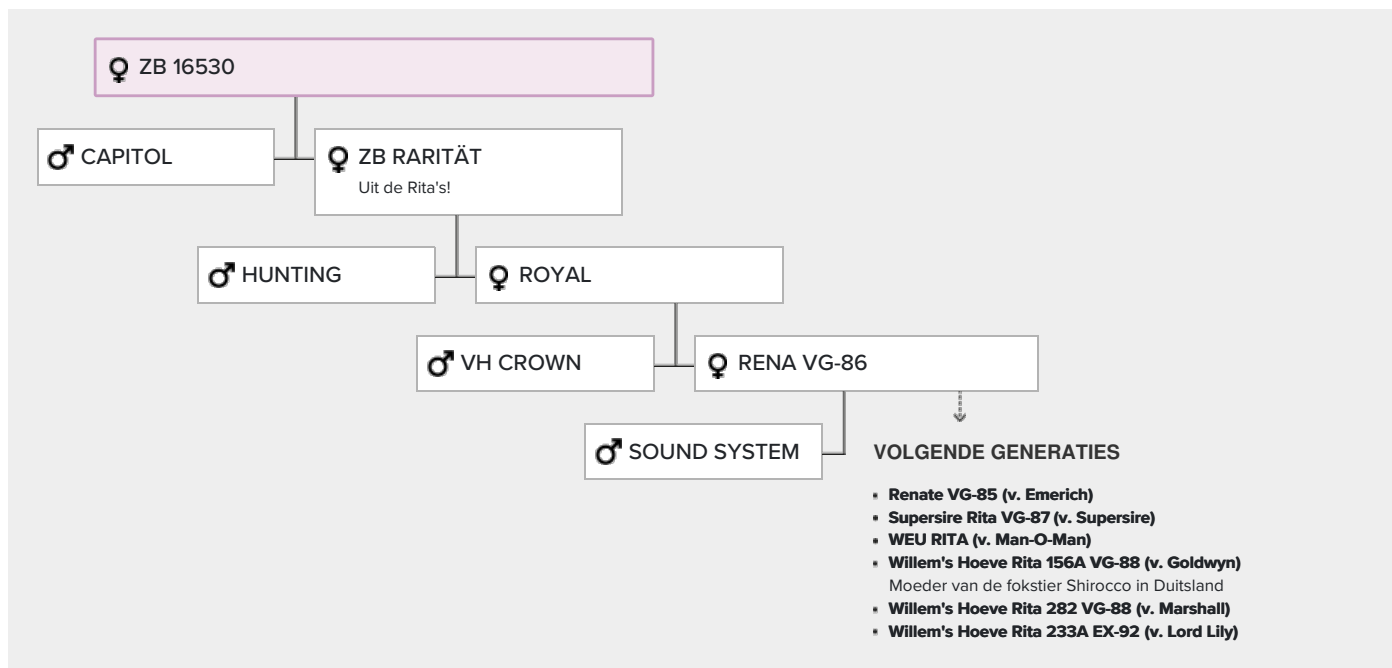 ZB 16530
CAPITOL
ZB RARITÄT
Uit de Rita's!
HUNTING
ROYAL
VH CROWN
RENA VG-86
SOUND SYSTEM
VOLGENDE GENERATIES
Renate VG-85 (v. Emerich)
Supersire Rita VG-87 (v. Supersire)
WEU RITA (v. Man-O-Man)
Willem's Hoeve Rita 156A VG-88 (v. Goldwyn)
Moeder van de fokstier Shirocco in Duitsland
Willem's Hoeve Rita 282 VG-88 (v. Marshall)
Willem's Hoeve Rita 233A EX-92 (v. Lord Lily)